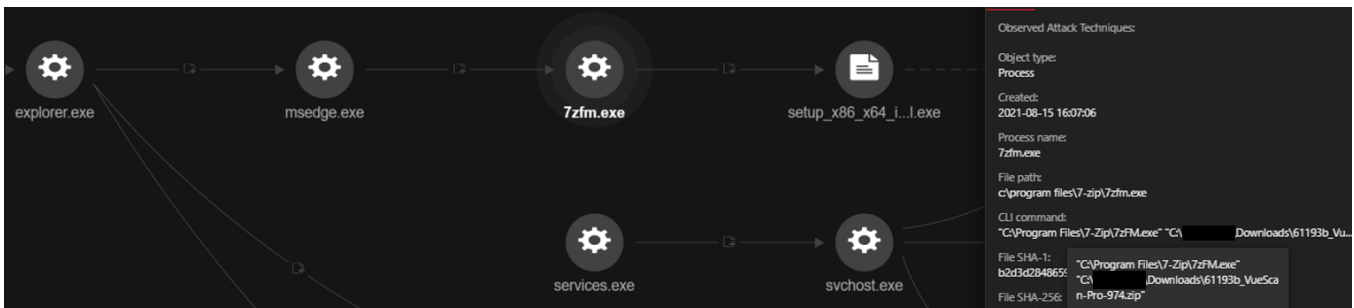 explorer.exe
msedge.exe
7zfm.exe
setup_x86_x64_i...l.exe
services.exe
svchost.exe
Observed Attack Techniques:
Object type:
Process
Created:
2021-08-15 16:07:06
Process name:
7zfm.exe
File path:
c:\program files\7-zip\7zfm.exe
CLI command:
"C:\Program Files\7-Zip\7zFM.exe" "C:\ Downloads\61193b_Vu...
File SHA-1:
b2d3d2848659
File SHA-256:
"C:\Program Files\7-Zip\7zFM.exe"
"C:\ Downloads\61193b_VueSca
n-Pro-974.zip"